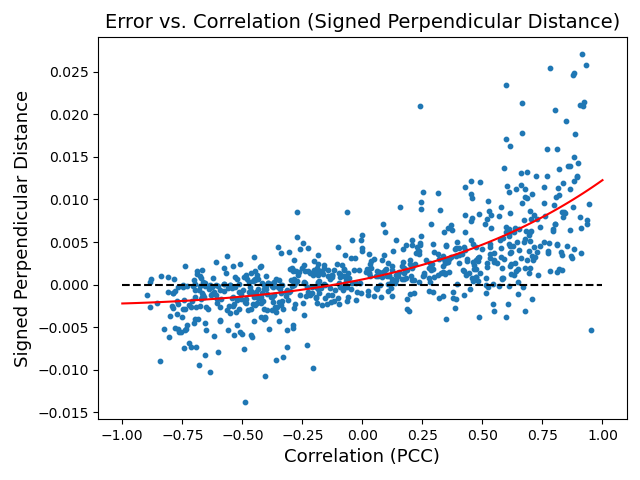 Error vs. Correlation (Signed Perpendicular Distance)
Signed Perpendicular Distance
0.025
0.020
0.015
0.010
0.005
0.000
−0.005
−0.010
−0.015
−1.00 −0.75 −0.50 −0.25 0.00 0.25 0.50 0.75 1.00
Correlation (PCC)